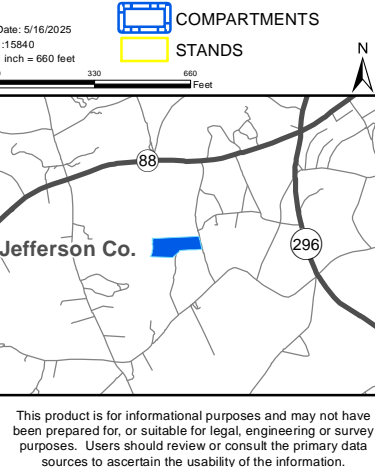 COMPARTMENTS
Date: 5/16/2025
:15840
STANDS
inch = 660 feet
N
330
660
Feet
88
Jefferson Co.
296
This product is for informational purposes and may not have
been prepared for, or suitable for legal, engineering or survey
purposes. Users should review or consult the primary data
sources to ascertain the usability of the information.